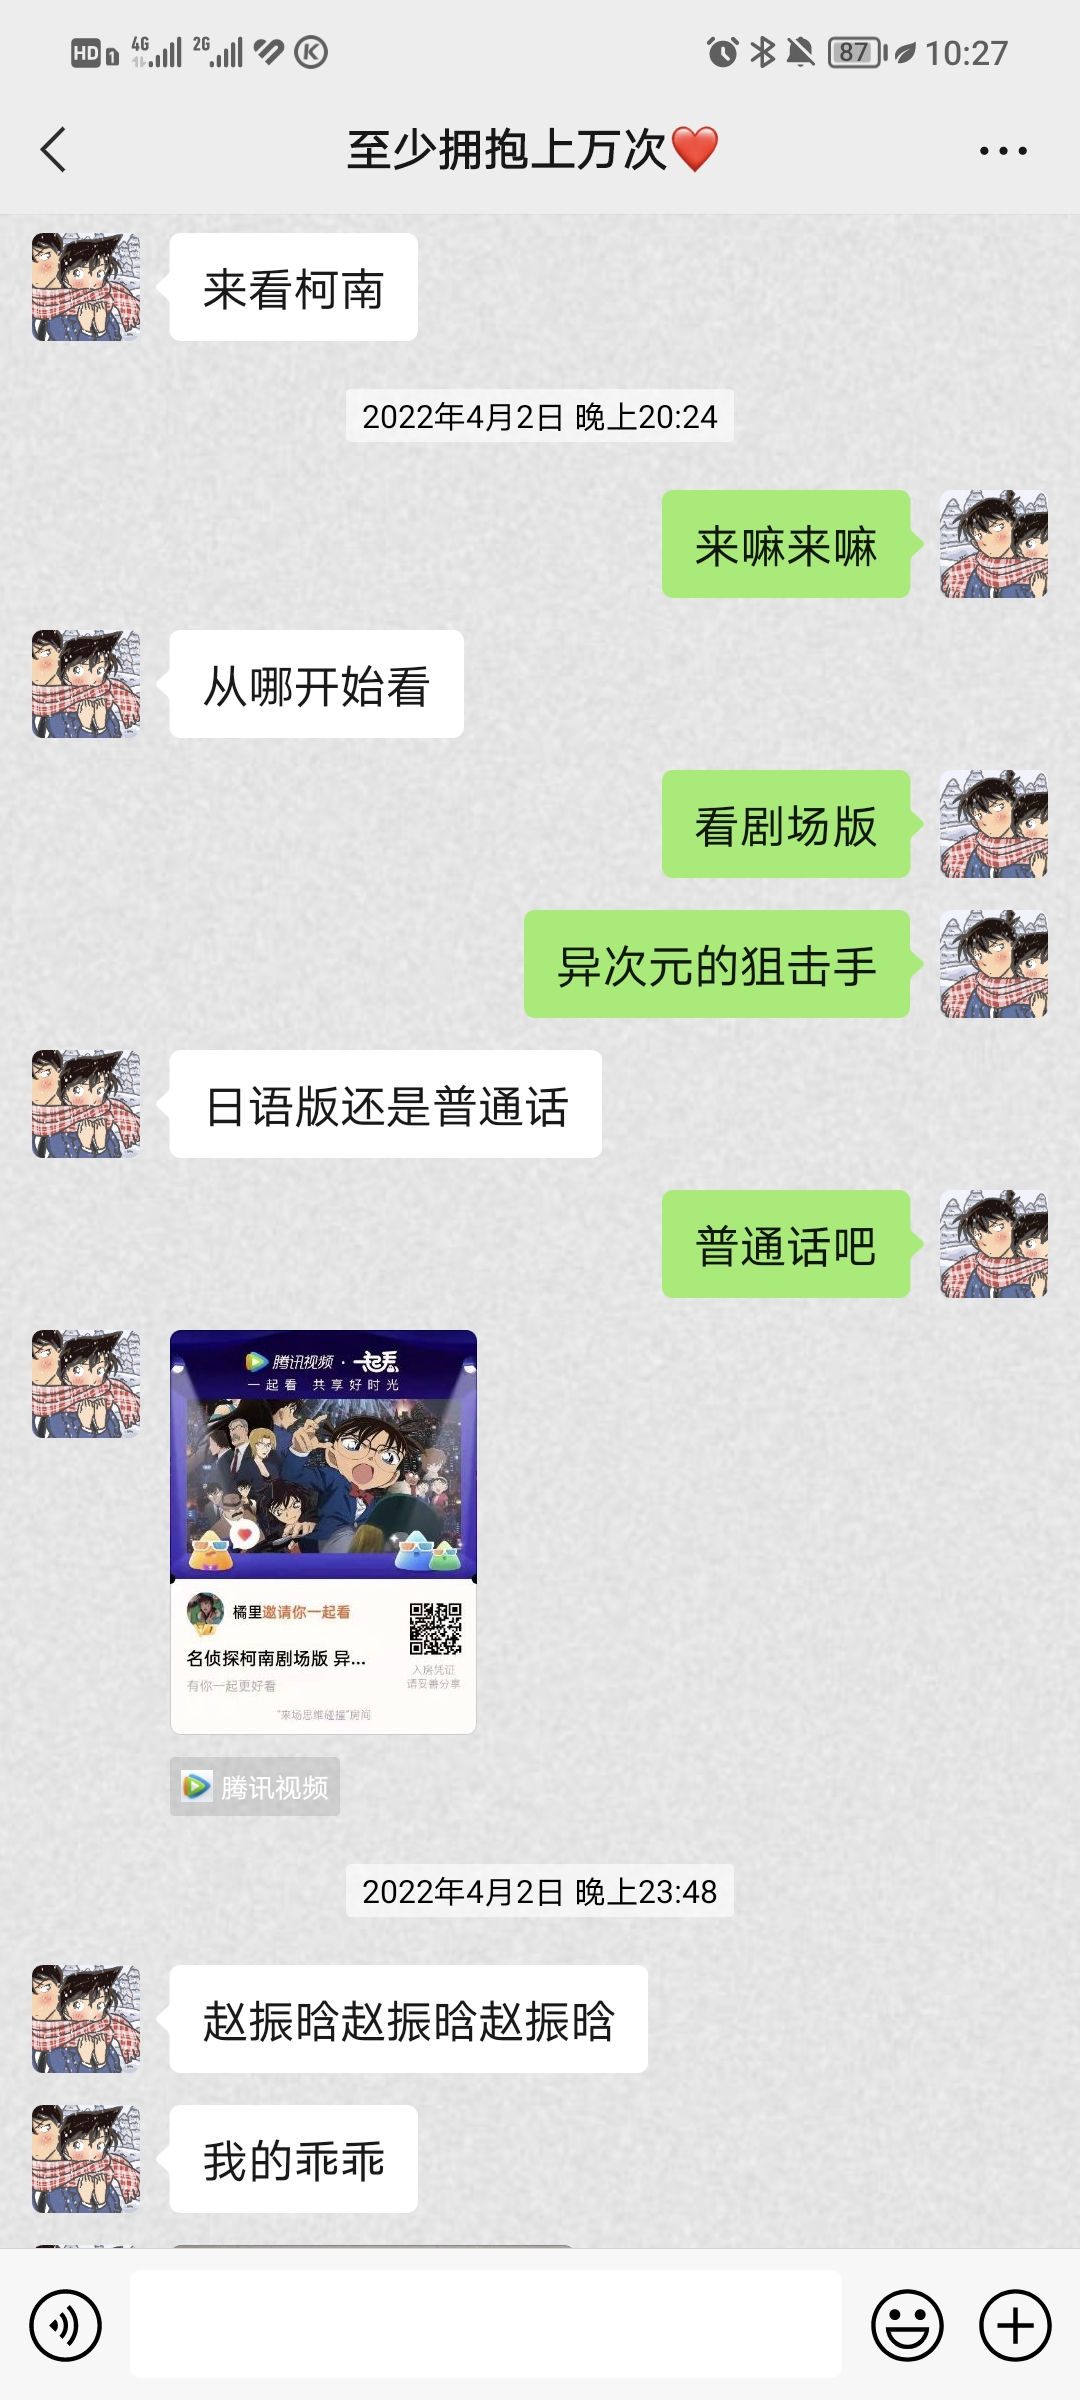 HD 1 4G 2G K 87 10:27
至少拥抱上万次❤️
来看柯南
2022年4月2日 晚上20:24
来嘛来嘛
从哪开始看
看剧场版
异次元的狙击手
日语版还是普通话
普通话吧
腾讯视频·一起看
一起看 共享好时光
橘里邀请你一起看
名侦探柯南剧场版 异...
有你一起更好看
入房凭证
请妥善分享
“来场思维碰撞”房间
腾讯视频
2022年4月2日 晚上23:48
赵振晗赵振晗赵振晗
我的乖乖